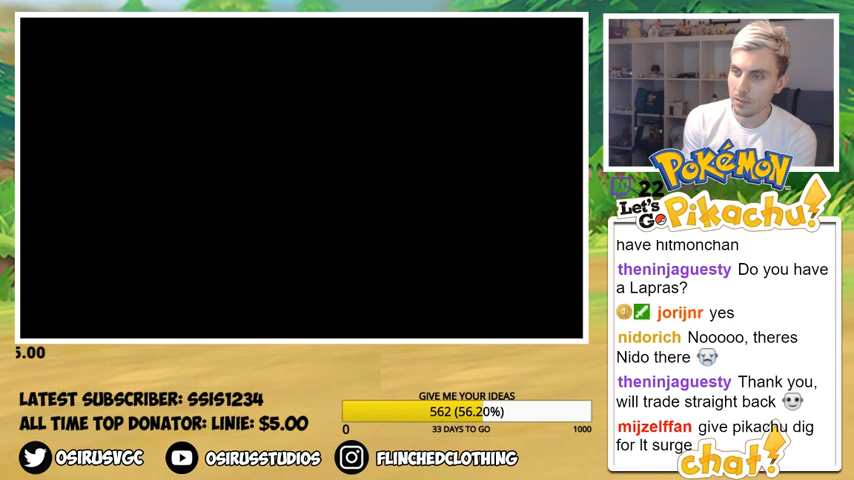 POKÉMON
22
Let's Go Pikachu!
have hitmonchan
theninjaguesty Do you have
a Lapras?
jorijnr yes
nidorich Nooooo, theres
Nido there
theninjaguesty Thank you,
will trade straight back
mijzelffan give pikachu dig
for lt surge
chat!
5.00
LATEST SUBSCRIBER: SSIS1234
ALL TIME TOP DONATOR: LINIE: $5.00
GIVE ME YOUR IDEAS
562 (56.20%)
0 33 DAYS TO GO 1000
OSIRUSVGC OSIRUSSTUDIOS FLINCHEDCLOTHING